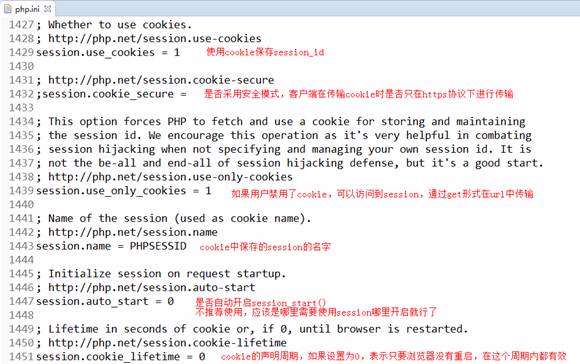 php.ini
1427 ; Whether to use cookies.
1428 ; http://php.net/session.use-cookies
1429 session.use_cookies = 1 使用cookie保存session_id
1430
1431 ; http://php.net/session.cookie-secure
1432 ;session.cookie_secure = 是否采用安全模式，客户端在传输cookie时是否只在https协议下进行传输
1433
1434 ; This option forces PHP to fetch and use a cookie for storing and maintaining
1435 ; the session id. We encourage this operation as it's very helpful in combating
1436 ; session hijacking when not specifying and managing your own session id. It is
1437 ; not the be-all and end-all of session hijacking defense, but it's a good start.
1438 ; http://php.net/session.use-only-cookies
1439 session.use_only_cookies = 1 如果用户禁用了cookie，可以访问到session，通过get形式在url中传输
1440
1441 ; Name of the session (used as cookie name).
1442 ; http://php.net/session.name
1443 session.name = PHPSESSID cookie中保存的session的名字
1444
1445 ; Initialize session on request startup.
1446 ; http://php.net/session.auto-start
1447 session.auto_start = 0 是否自动开启session_start()
1448 不推荐使用，应该是哪里需要使用session哪里开启就行了
1449 ; Lifetime in seconds of cookie or, if 0, until browser is restarted.
1450 ; http://php.net/session.cookie-lifetime
1451 session.cookie_lifetime = 0 cookie的声明周期，如果设置为0，表示只要浏览器没有重启，在这个周期内都有效